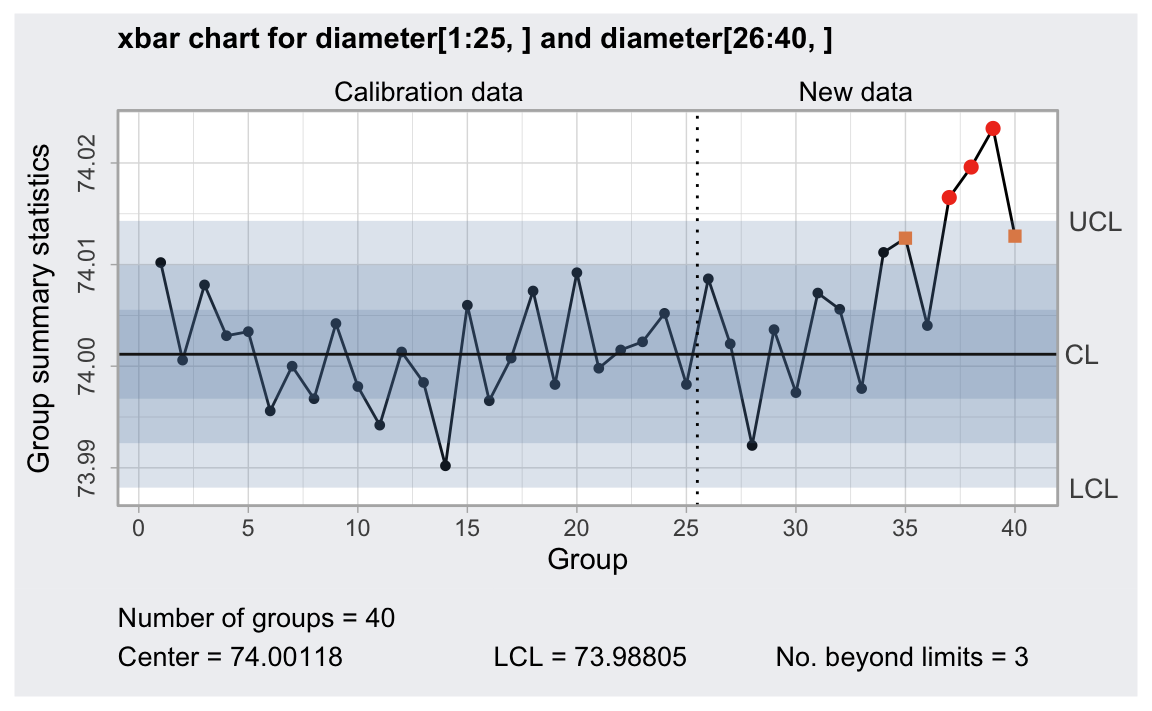 xbar chart for diameter[1:25, ] and diameter[26:40, ]
Calibration data New data
Group summary statistics
74.02
74.01
74.00
73.99
UCL
CL
LCL
0 5 10 15 20 25 30 35 40
Group
Number of groups = 40
Center = 74.00118 LCL = 73.98805 No. beyond limits = 3